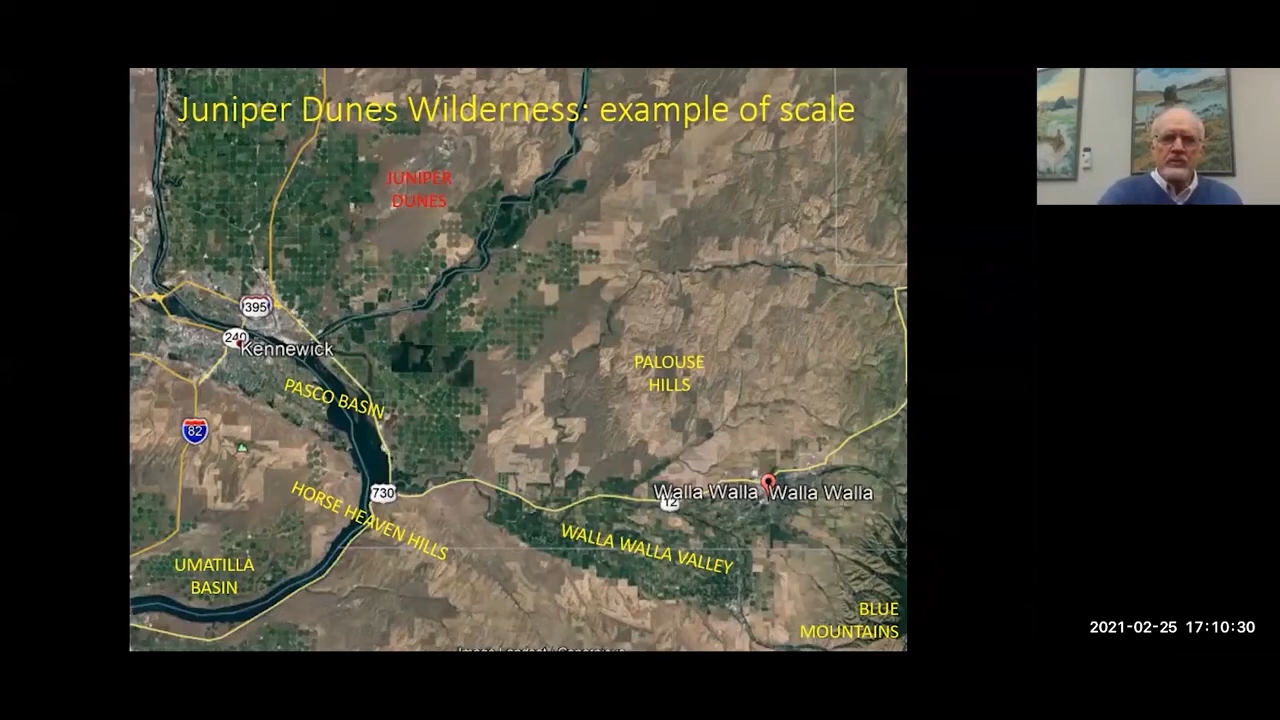 Juniper Dunes Wilderness: example of scale
JUNIPER
DUNES
395
240
Kennewick
PALOUSE
HILLS
PASCO BASIN
82
730
Walla Walla
Walla Walla
12
HORSE HEAVEN HILLS
WALLA WALLA VALLEY
UMATILLA
BASIN
BLUE
MOUNTAINS
2021-02-25 17:10:30